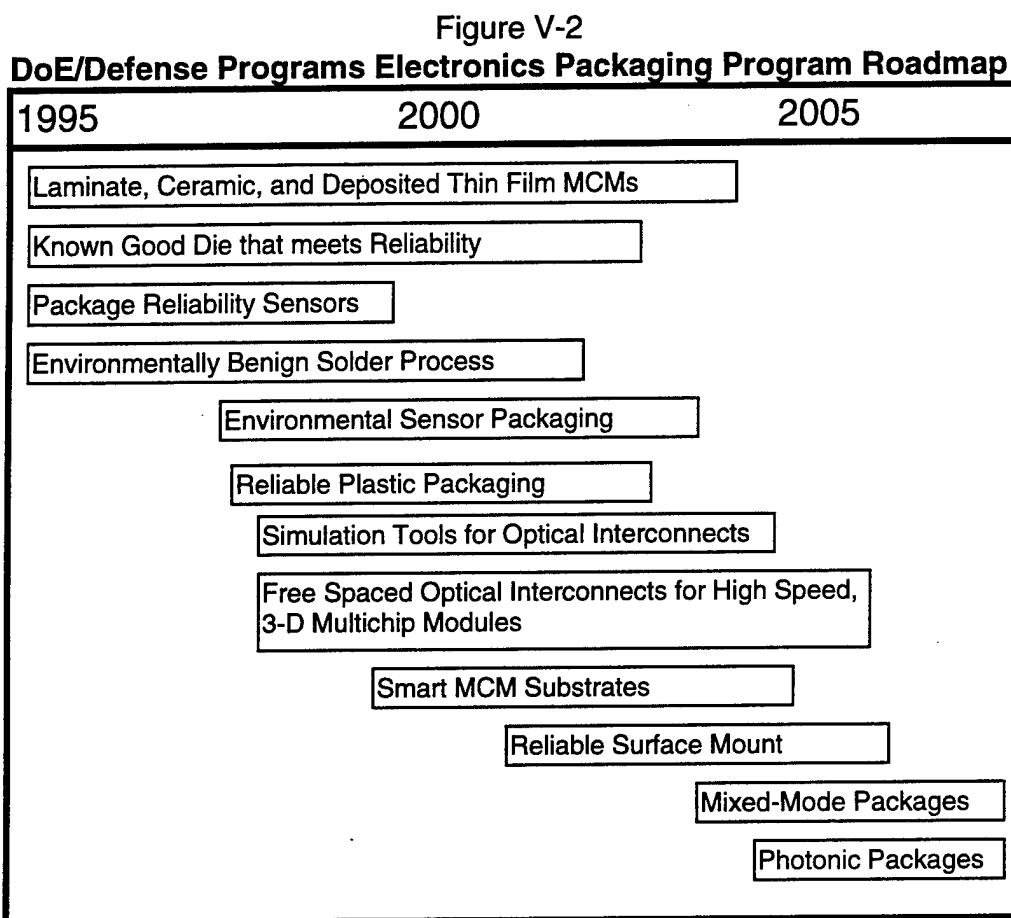 Figure V-2
DoE/Defense Programs Electronics Packaging Program Roadmap
1995 2000 2005
Laminate, Ceramic, and Deposited Thin Film MCMs
Known Good Die that meets Reliability
Package Reliability Sensors
Environmentally Benign Solder Process
Environmental Sensor Packaging
Reliable Plastic Packaging
Simulation Tools for Optical Interconnects
Free Spaced Optical Interconnects for High Speed,
3-D Multichip Modules
Smart MCM Substrates
Reliable Surface Mount
Mixed-Mode Packages
Photonic Packages